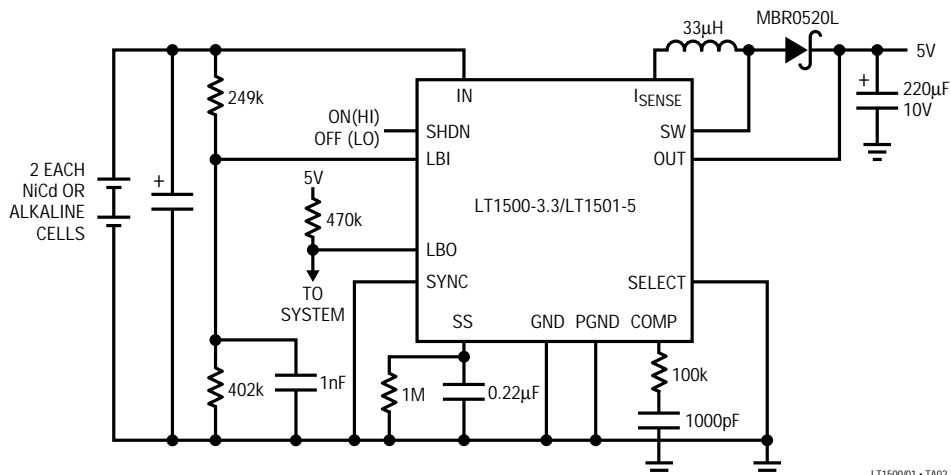 33µH
MBR0520L
5V
+
220µF
10V
249k
IN
ISENSE
ON(HI)
OFF (LO)
SHDN
SW
LBI
OUT
2 EACH
NiCd OR
ALKALINE
CELLS
+
5V
470k
LT1500-3.3/LT1501-5
LBO
TO
SYSTEM
SYNC
SELECT
SS
GND
PGND
COMP
402k
1nF
1M
0.22µF
100k
1000pF
LT1500/01 • TA02